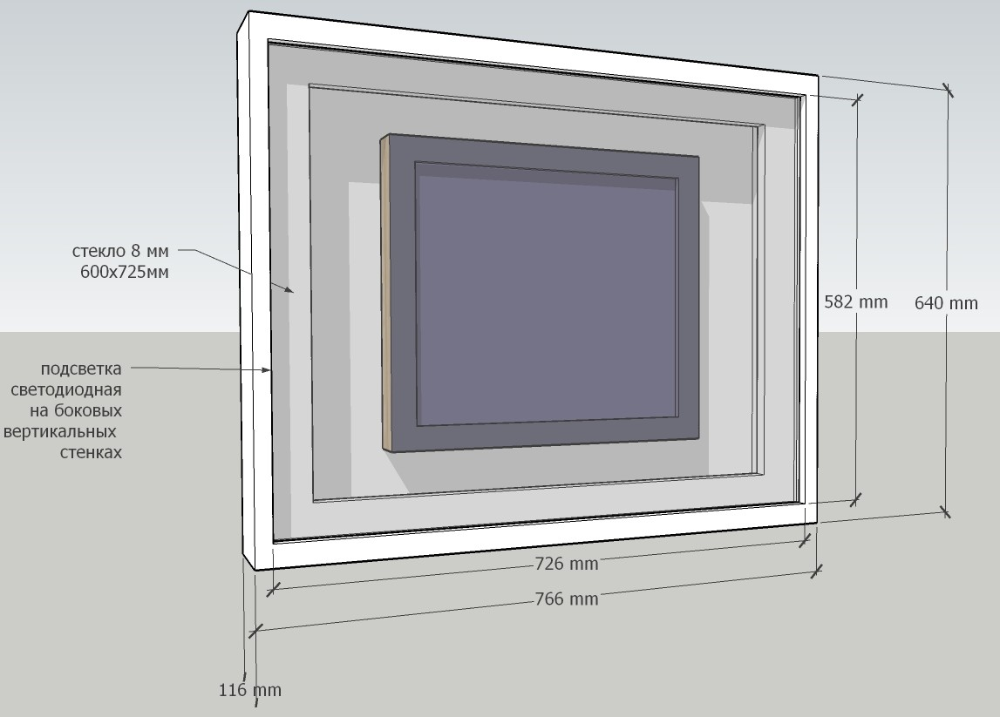 стекло 8 мм
600х725мм
582 mm
640 mm
подсветка
светодиодная
на боковых
вертикальных
стенках
726 mm
766 mm
116 mm